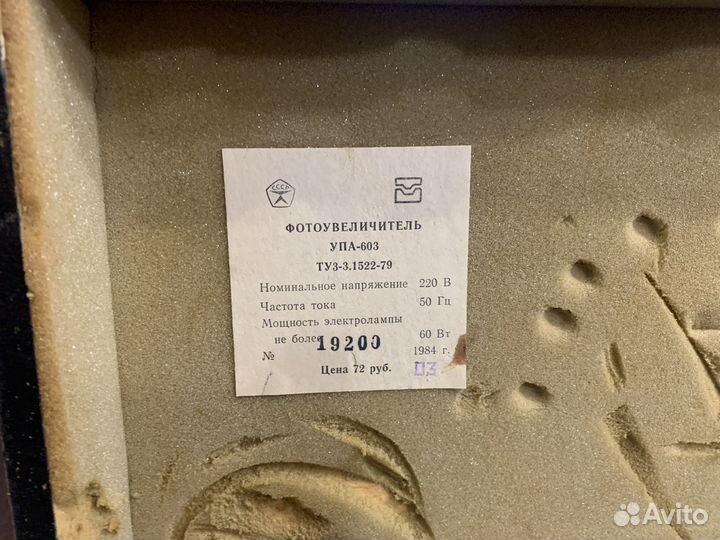 СССР
ФОТОУВЕЛИЧИТЕЛЬ
УПА-603
ТУ3-3.1522-79
Номинальное напряжение 220 В
Частота тока 50 Гц
Мощность электролампы
не более 60 Вт
№ 19200 1984 г.
Цена 72 руб. 03
Avito